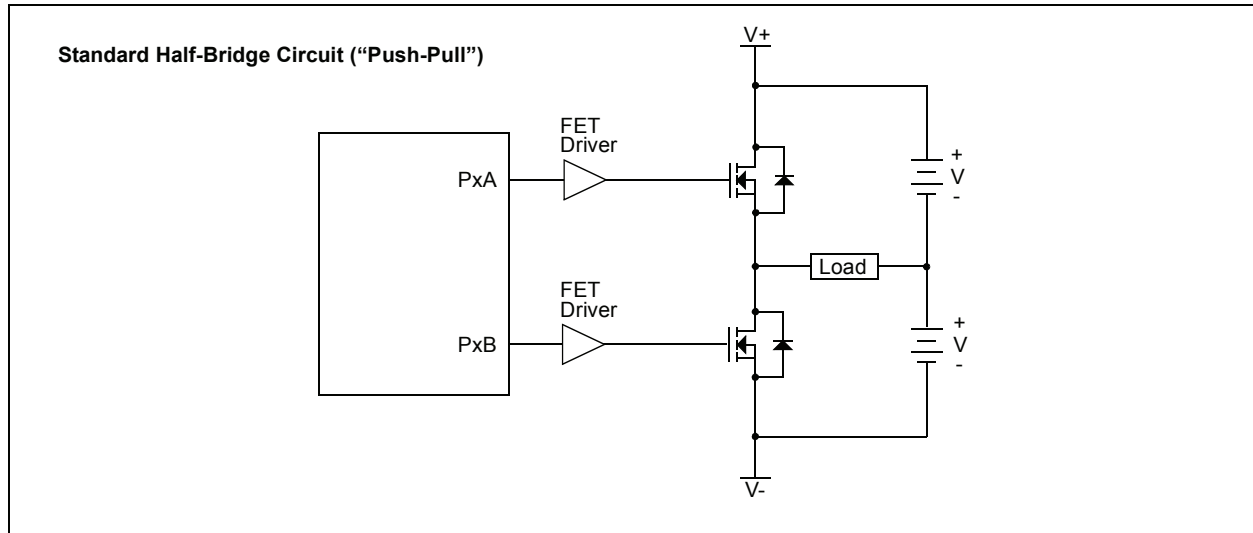 Standard Half-Bridge Circuit (“Push-Pull”)
V+
FET
Driver
PxA
+
V
-
Load
FET
Driver
PxB
+
V
-
V-